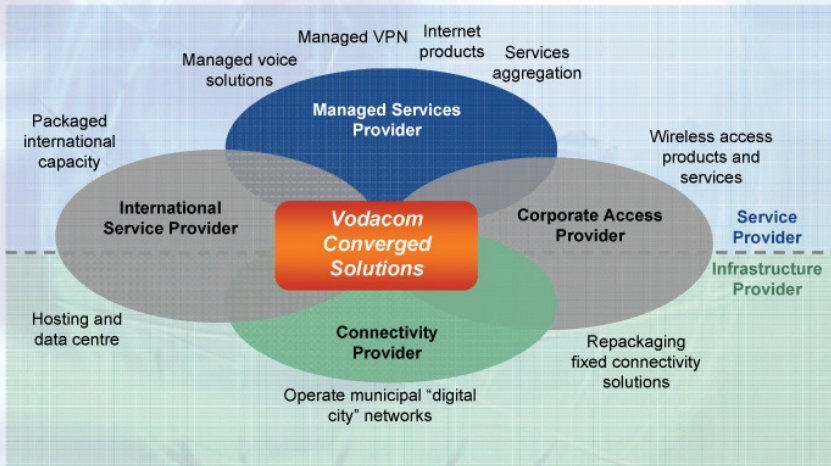 Managed VPN
Internet
products
Managed voice
solutions
Services
aggregation
Managed Services
Provider
Packaged
international
capacity
Wireless access
products and
services
International
Service Provider
Vodacom
Converged
Solutions
Corporate Access
Provider
Service
Provider
Infrastructure
Provider
Hosting and
data centre
Connectivity
Provider
Repackaging
fixed connectivity
solutions
Operate municipal “digital
city” networks